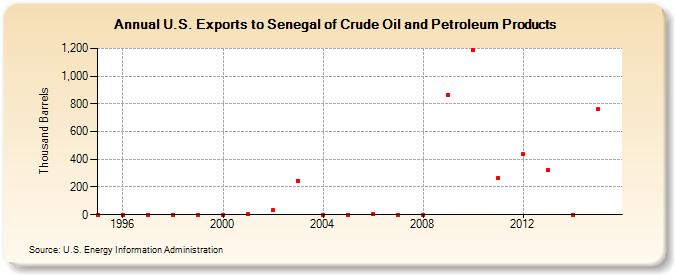 Annual U.S. Exports to Senegal of Crude Oil and Petroleum Products
Thousand Barrels
1,200
1,000
800
600
400
200
0
1996 2000 2004 2008 2012
Source: U.S. Energy Information Administration